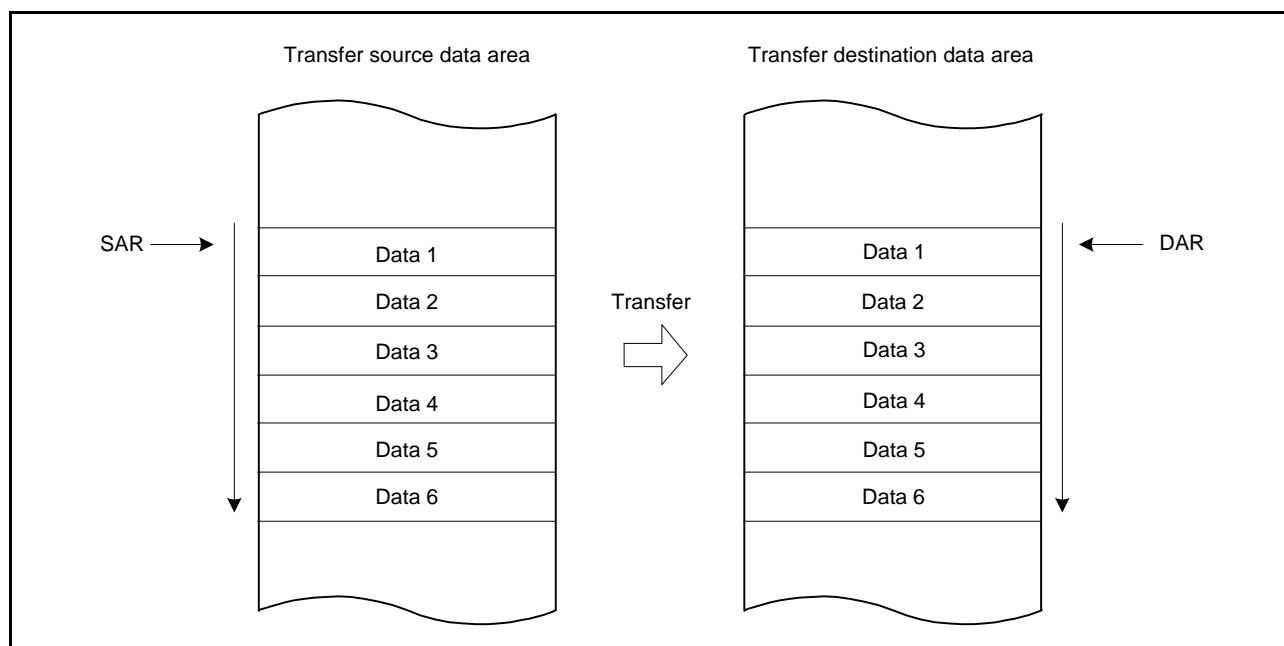 Transfer source data area
Transfer destination data area
SAR
Data 1
Data 2
Data 3
Data 4
Data 5
Data 6
Transfer
Data 1
Data 2
Data 3
Data 4
Data 5
Data 6
DAR